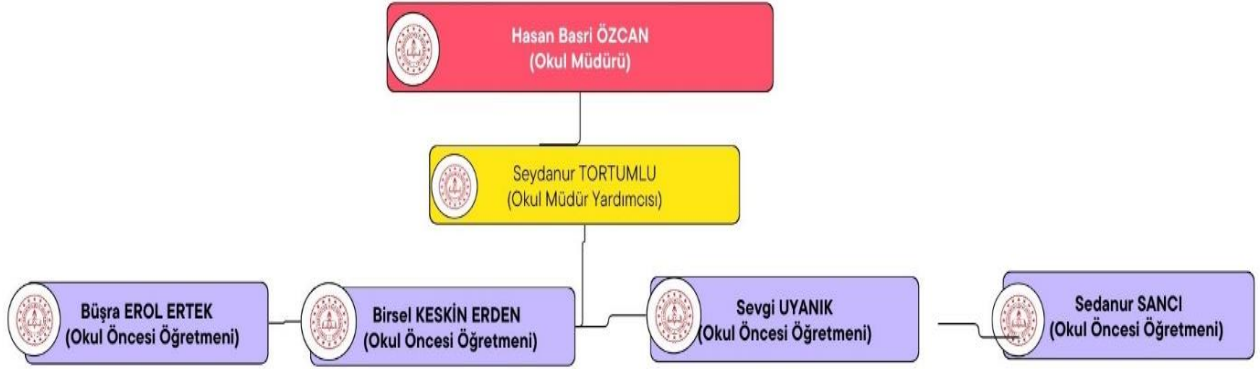 Hasan Basri ÖZCAN
(Okul Müdürü)
Seydanur TORTUMLU
(Okul Müdür Yardımcısı)
Büşra EROL ERTEK
(Okul Öncesi Öğretmeni)
Birsel KESKİN ERDEN
(Okul Öncesi Öğretmeni)
Sevgi UYANIK
(Okul Öncesi Öğretmeni)
Sedanur SANCI
(Okul Öncesi Öğretmeni)